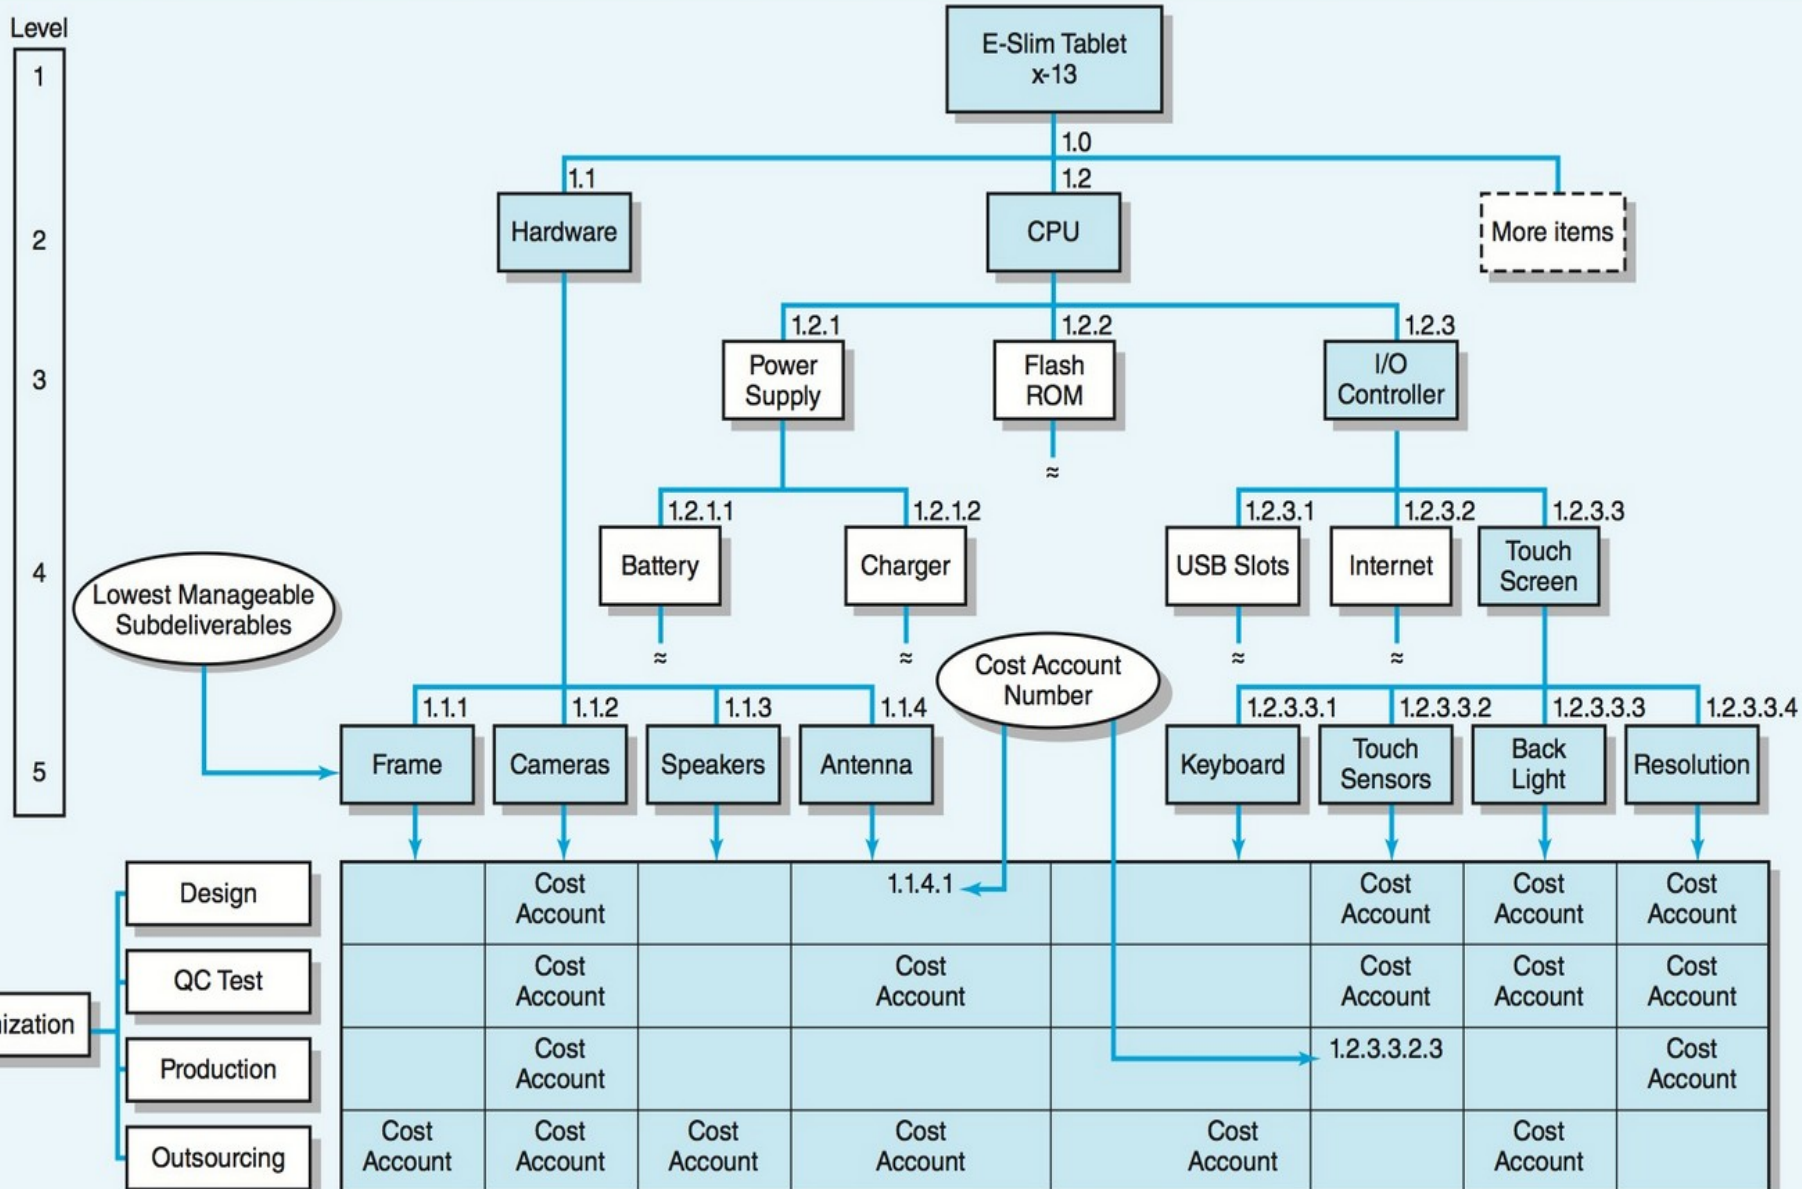 Level
1
2
3
4
5
E-Slim Tablet
x-13
1.0
1.1
1.2
Hardware
CPU
More items
1.2.1
1.2.2
1.2.3
Power
Supply
Flash
ROM
I/O
Controller
≈
1.2.1.1
1.2.1.2
1.2.3.1
1.2.3.2
1.2.3.3
Battery
Charger
USB Slots
Internet
Touch
Screen
≈
≈
≈
≈
Lowest Manageable
Subdeliverables
Cost Account
Number
1.1.1
1.1.2
1.1.3
1.1.4
1.2.3.3.1
1.2.3.3.2
1.2.3.3.3
1.2.3.3.4
Frame
Cameras
Speakers
Antenna
Keyboard
Touch
Sensors
Back
Light
Resolution
Design
Cost
Account
1.1.4.1
Cost
Account
Cost
Account
Cost
Account
QC Test
Cost
Account
Cost
Account
Cost
Account
Cost
Account
Cost
Account
Production
Cost
Account
1.2.3.3.2.3
Cost
Account
Outsourcing
Cost
Account
Cost
Account
Cost
Account
Cost
Account
Cost
Account
Cost
Account